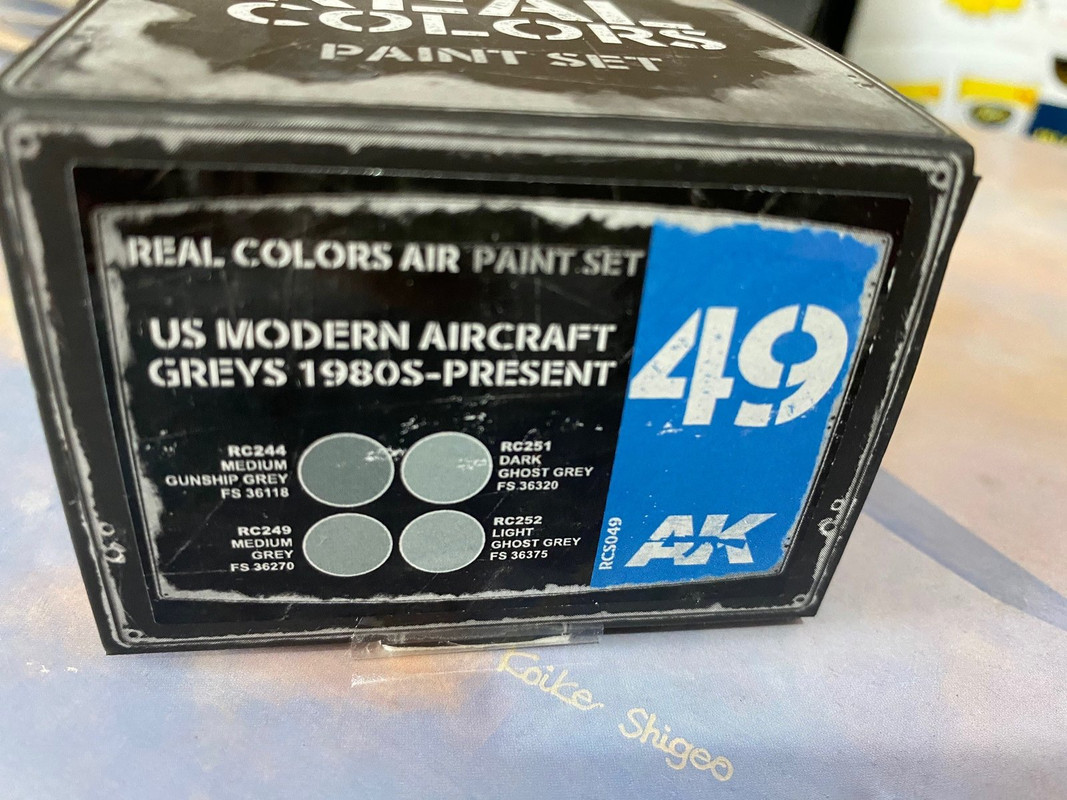 REAL
COLORS
PAINT SET
REAL COLORS AIR PAINT SET
US MODERN AIRCRAFT
GREYS 1980S-PRESENT
49
RC244
MEDIUM
GUNSHIP GREY
FS 36118
RC251
DARK
GHOST GREY
FS 36320
RC249
MEDIUM
GREY
FS 36270
RC252
LIGHT
GHOST GREY
FS 36375
RCS049
AK
Koike Shigeo